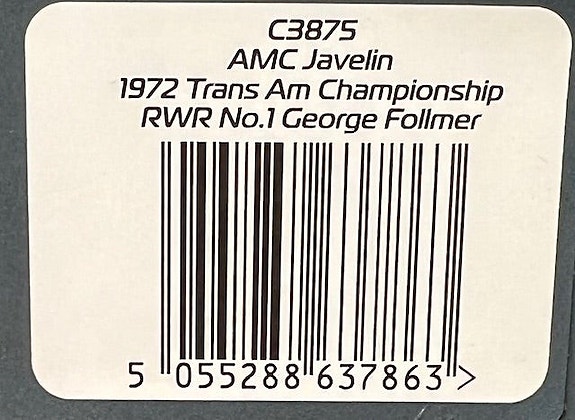 C3875
AMC Javelin
1972 Trans Am Championship
RWR No.1 George Follmer
5 055288 637863 >